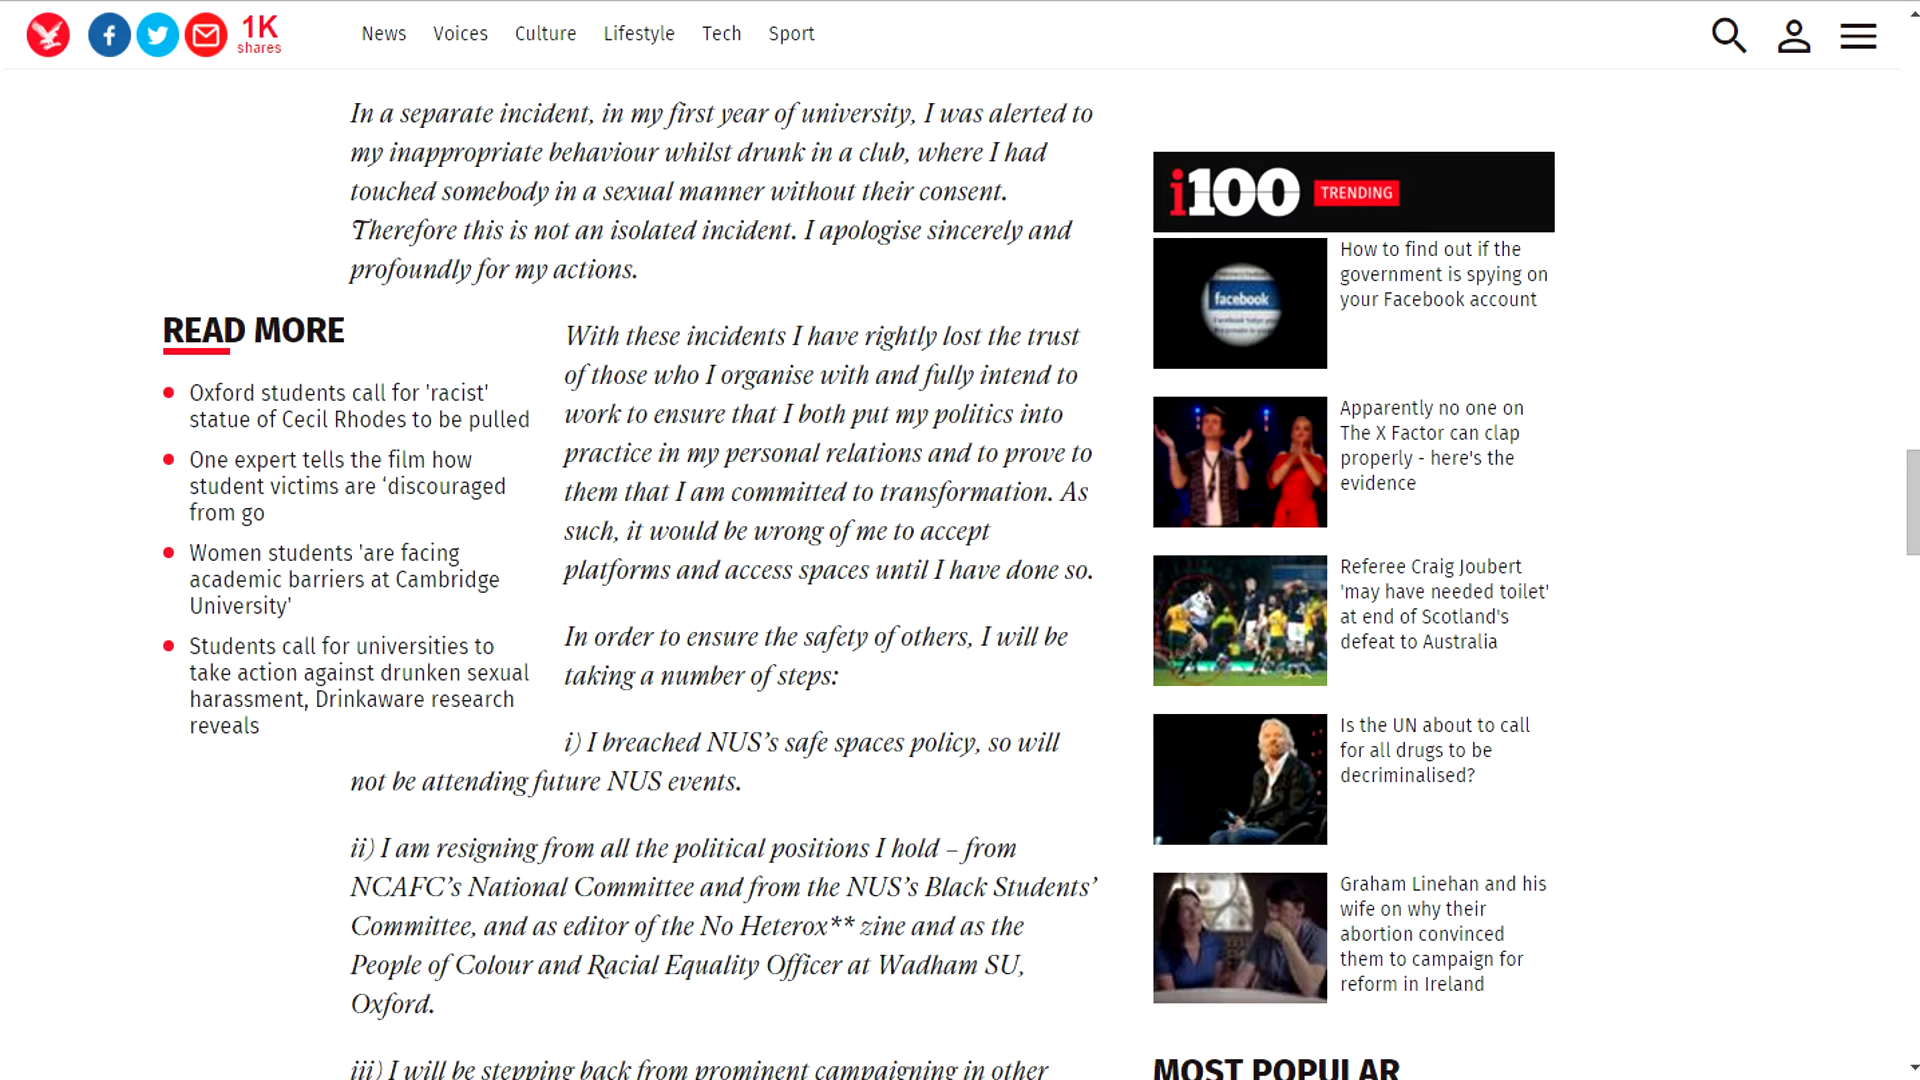 1K
shares
News Voices Culture Lifestyle Tech Sport
In a separate incident, in my first year of university, I was alerted to
my inappropriate behaviour whilst drunk in a club, where I had
touched somebody in a sexual manner without their consent.
Therefore this is not an isolated incident. I apologise sincerely and
profoundly for my actions.
READ MORE
Oxford students call for 'racist'
statue of Cecil Rhodes to be pulled
One expert tells the film how
student victims are ‘discouraged
from go
Women students 'are facing
academic barriers at Cambridge
University'
Students call for universities to
take action against drunken sexual
harassment, Drinkaware research
reveals
With these incidents I have rightly lost the trust
of those who I organise with and fully intend to
work to ensure that I both put my politics into
practice in my personal relations and to prove to
them that I am committed to transformation. As
such, it would be wrong of me to accept
platforms and access spaces until I have done so.
In order to ensure the safety of others, I will be
taking a number of steps:
i) I breached NUS’s safe spaces policy, so will
not be attending future NUS events.
ii) I am resigning from all the political positions I hold – from
NCAFC’s National Committee and from the NUS’s Black Students’
Committee, and as editor of the No Heterox** zine and as the
People of Colour and Racial Equality Officer at Wadham SU,
Oxford.
iii) I will be stepping back from prominent campaigning in other
i100 TRENDING
facebook
How to find out if the
government is spying on
your Facebook account
Apparently no one on
The X Factor can clap
properly - here's the
evidence
Referee Craig Joubert
'may have needed toilet'
at end of Scotland's
defeat to Australia
Is the UN about to call
for all drugs to be
decriminalised?
Graham Linehan and his
wife on why their
abortion convinced
them to campaign for
reform in Ireland
MOST POPULAR